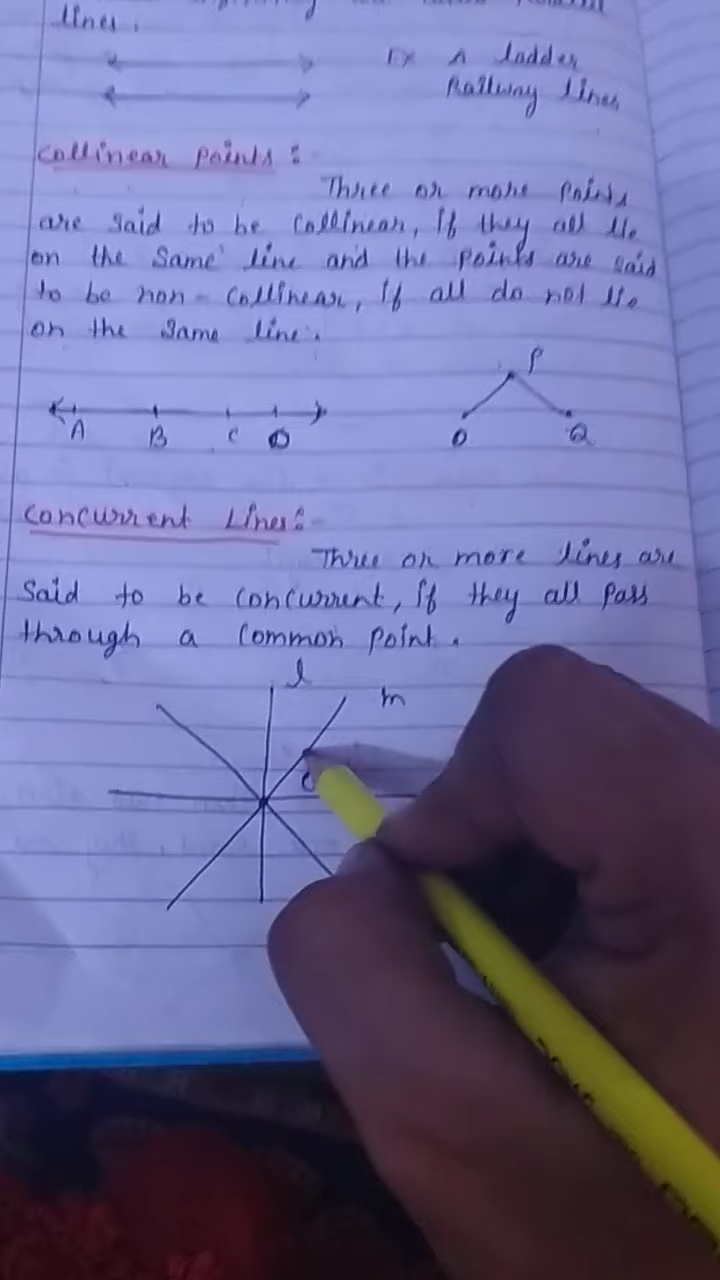 lines.
Ex A ladder
Railway lines
Collinear Points :
Three or more Points
are said to be Collinear, if they all lie
on the same line and the points are said
to be non-Collinear, if all do not lie
on the same line.
P
A B C D
O Q
Concurrent Lines:-
Three or more lines are
said to be concurrent, if they all pass
through a common point.
l
m